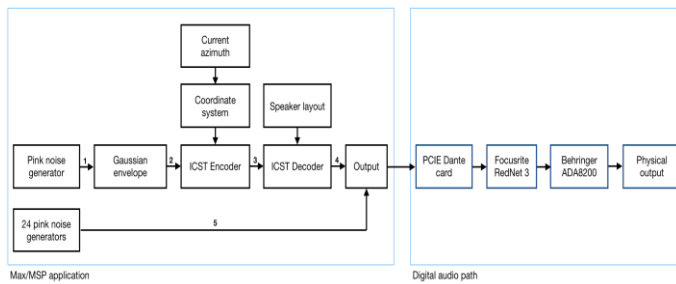 Current
azimuth
Coordinate
system
Speaker layout
Pink noise
generator
1
Gaussian
envelope
2
ICST Encoder
3
ICST Decoder
4
Output
PCIE Dante
card
Focusrite
RedNet 3
Behringer
ADA8200
Physical
output
24 pink noise
generators
5
Max/MSP application
Digital audio path